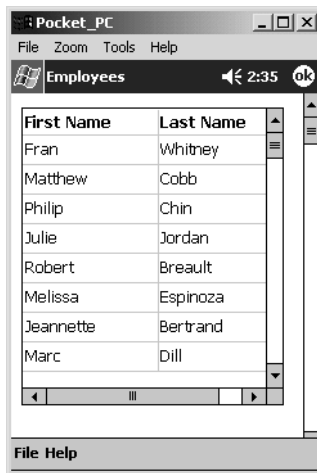 Pocket_PC
File Zoom Tools Help
Employees 2:35 ok
First Name Last Name
Fran Whitney
Matthew Cobb
Philip Chin
Julie Jordan
Robert Breault
Melissa Espinoza
Jeannette Bertrand
Marc Dill
File Help